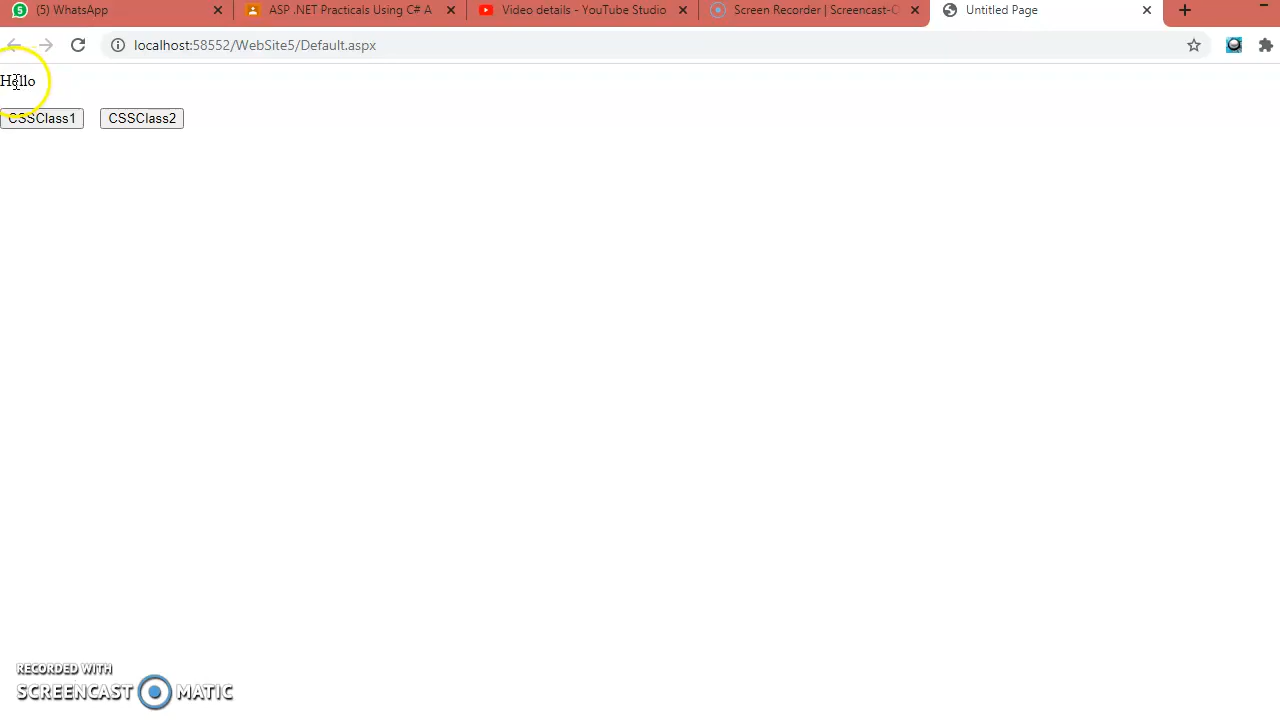 (5) WhatsApp
ASP .NET Practicals Using C# A
Video details - YouTube Studio
Screen Recorder | Screencast-O
Untitled Page
localhost:58552/WebSite5/Default.aspx
Hello
CSSClass1 CSSClass2
RECORDED WITH
SCREENCAST MATIC